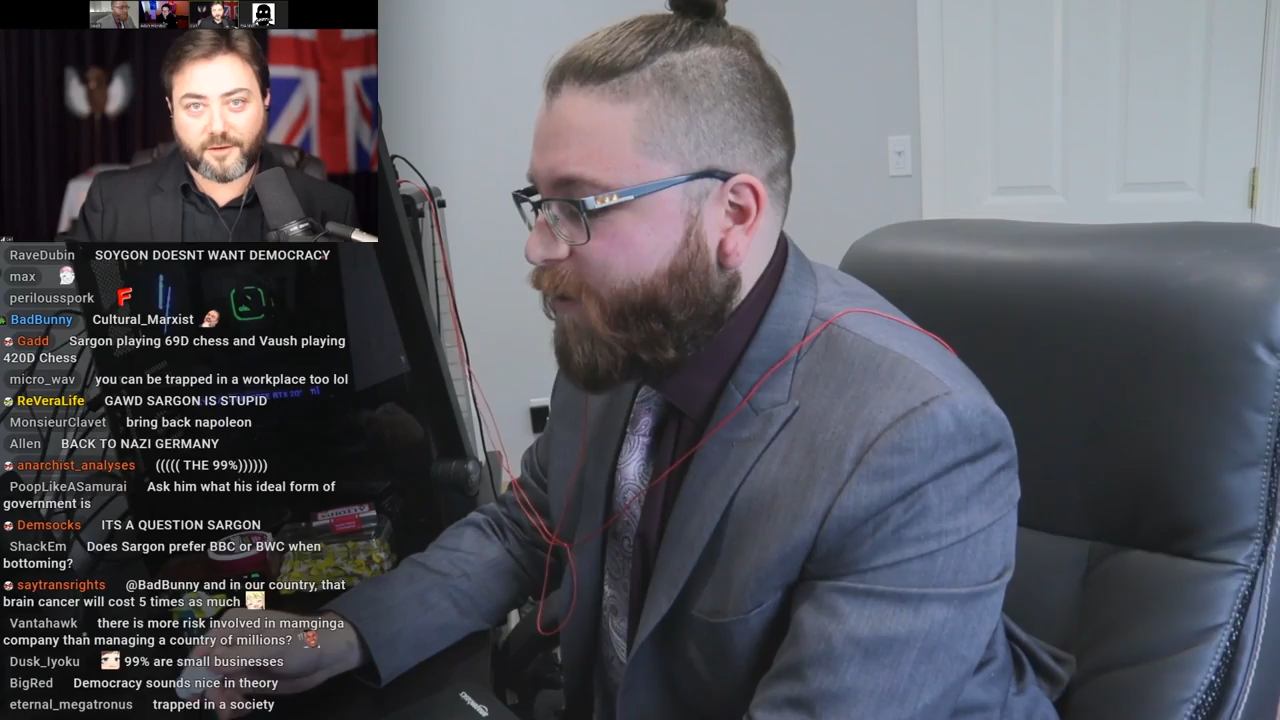 RaveDubin SOYGON DOESNT WANT DEMOCRACY
max
perilousspork F
BadBunny Cultural_Marxist
Gadd Sargon playing 69D chess and Vaush playing
420D Chess
micro_wav you can be trapped in a workplace too lol
ReVeraLife GAWD SARGON IS STUPID
MonsieurClavet bring back napoleon
Allen BACK TO NAZI GERMANY
anarchist_analyses ((((( THE 99%))))))
PoopLikeASamurai Ask him what his ideal form of
government is
Demsocks ITS A QUESTION SARGON
ShackEm Does Sargon prefer BBC or BWC when
bottoming?
saytransrights @BadBunny and in our country, that
brain cancer will cost 5 times as much
Vantahawk there is more risk involved in mamginga
company than managing a country of millions?
Dusk_Iyoku 99% are small businesses
BigRed Democracy sounds nice in theory
eternal_megatronus trapped in a society